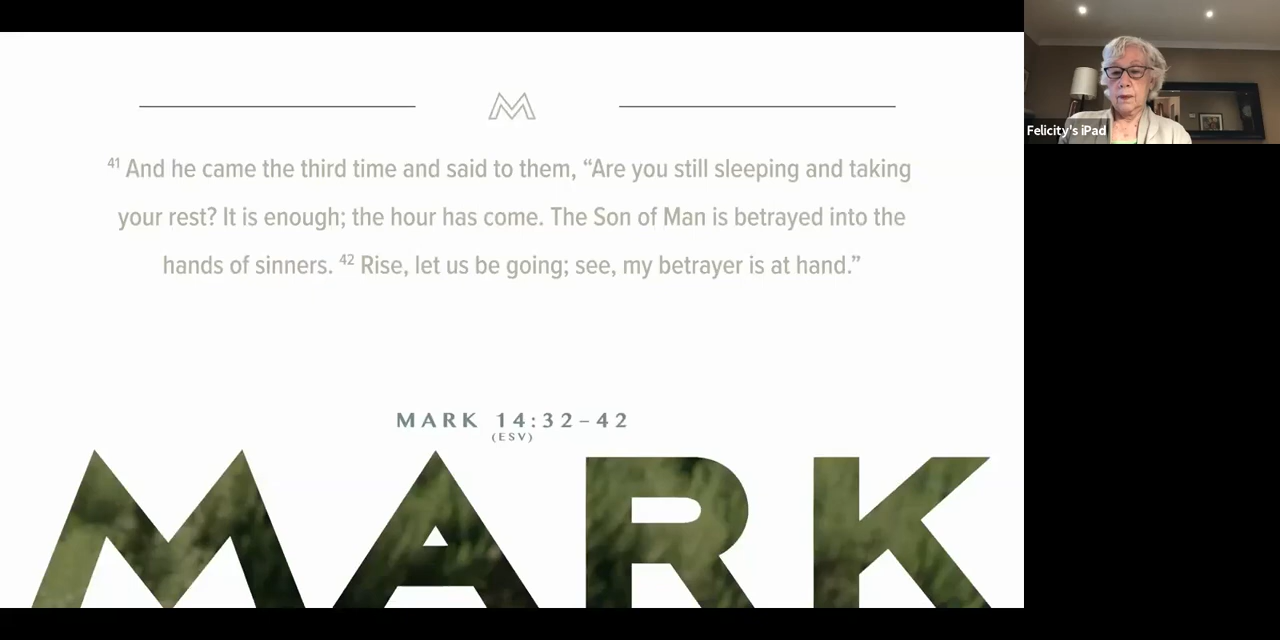 M
41 And he came the third time and said to them, “Are you still sleeping and taking
your rest? It is enough; the hour has come. The Son of Man is betrayed into the
hands of sinners. 42 Rise, let us be going; see, my betrayer is at hand.”
MARK 14:32–42
(ESV)
MARK
Felicity's iPad